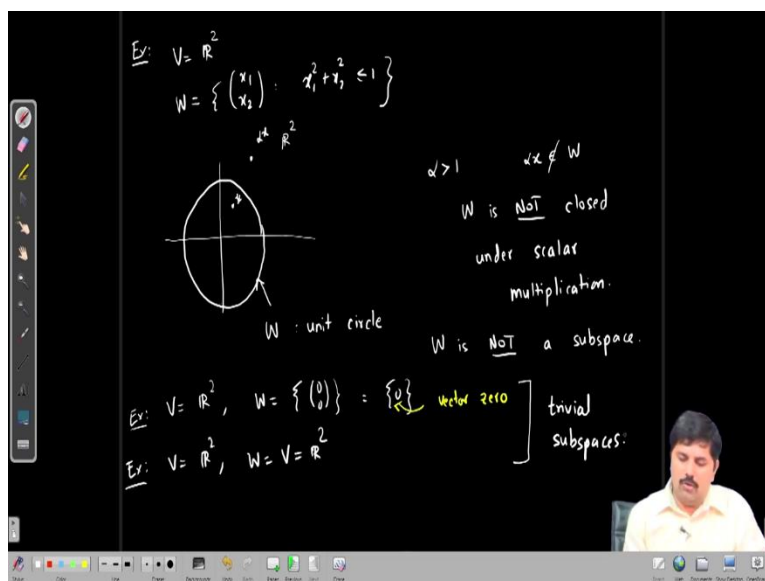 Ex: V = ℝ²
W = { (x₁ x₂) : x₁² + x₂² ≤ 1 }
αx ℝ²
x
α > 1 αx ∉ W
W is NOT closed
under scalar
multiplication.
W : unit circle
W is NOT a subspace.
Ex: V = ℝ², W = { (0 0) } = {0} vector zero
Ex: V = ℝ², W = V = ℝ²
trivial
subspaces.